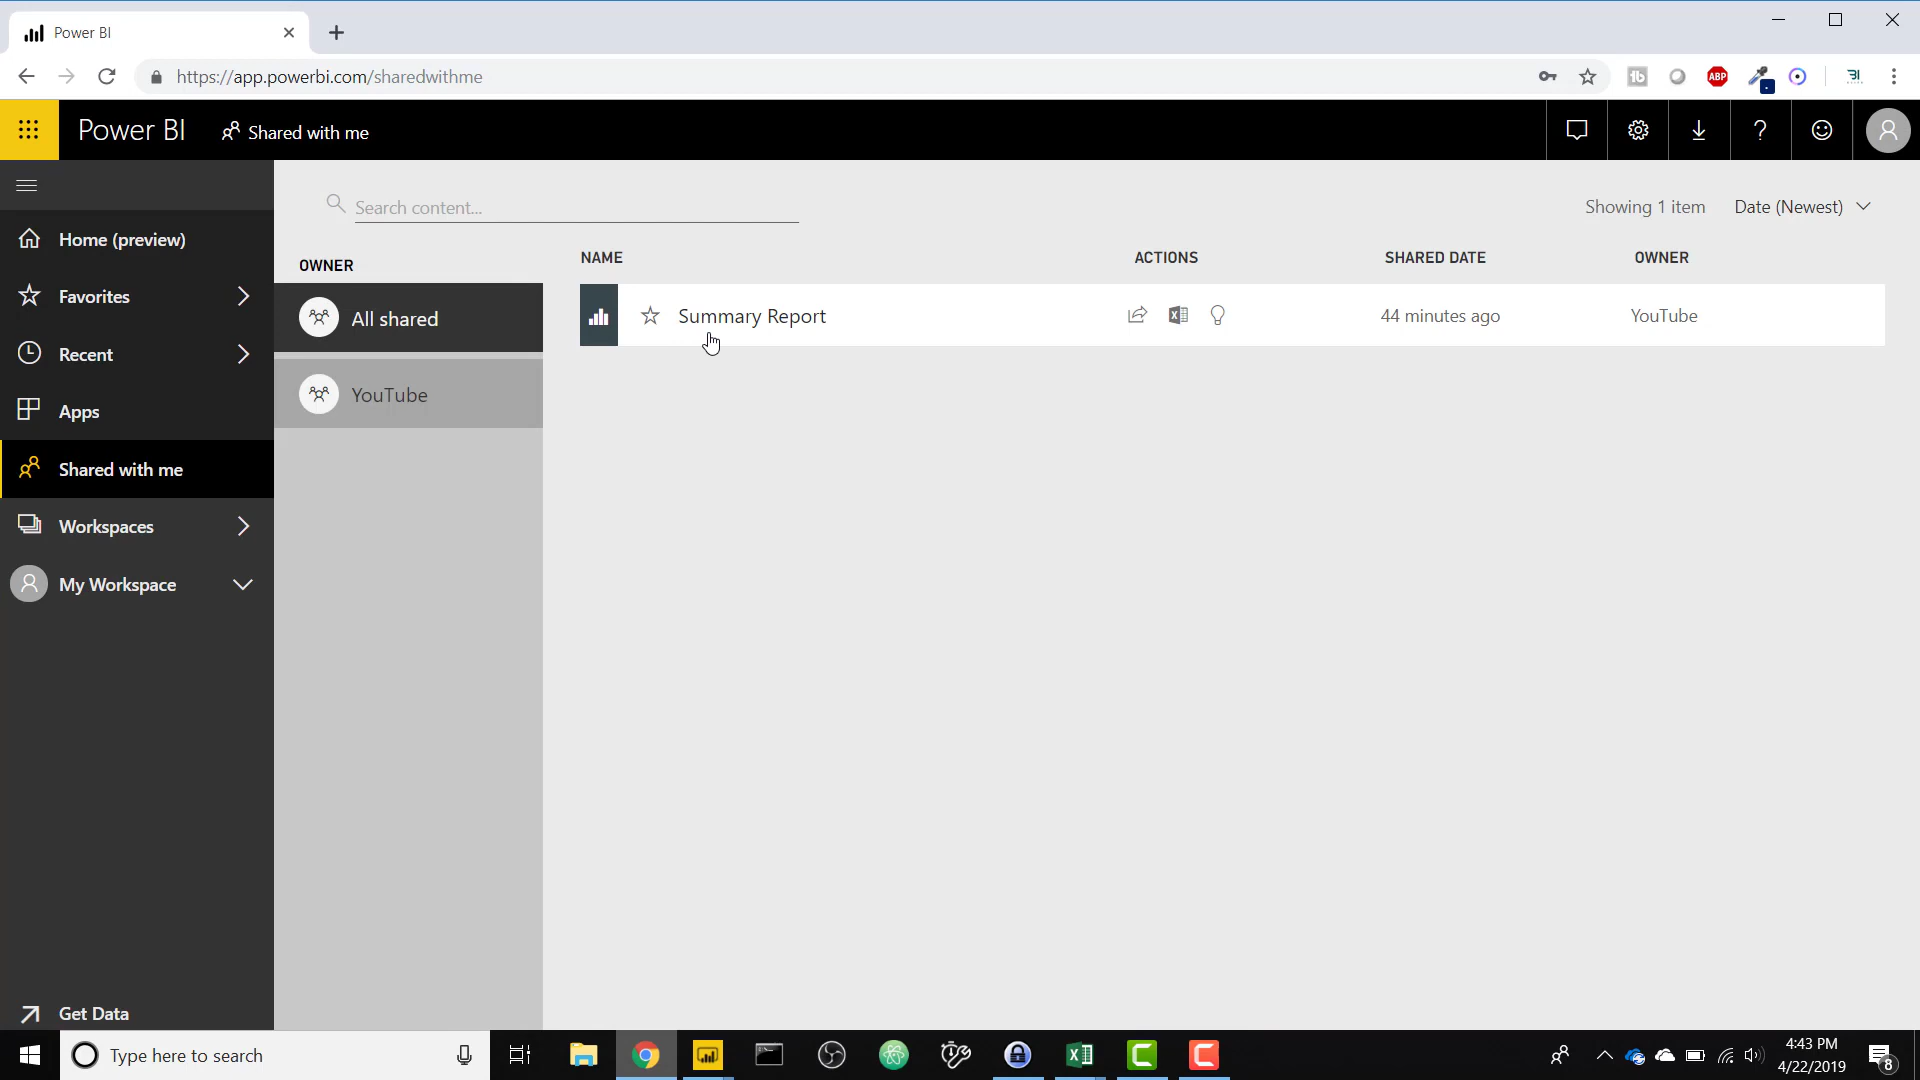 Power BI
https://app.powerbi.com/sharedwithme
ABP
Power BI
Shared with me
Home (preview)
Favorites
Recent
Apps
Shared with me
Workspaces
My Workspace
Get Data
Search content...
Showing 1 item
Date (Newest)
OWNER
All shared
YouTube
NAME
ACTIONS
SHARED DATE
OWNER
Summary Report
44 minutes ago
YouTube
Type here to search
4:43 PM
4/22/2019
8